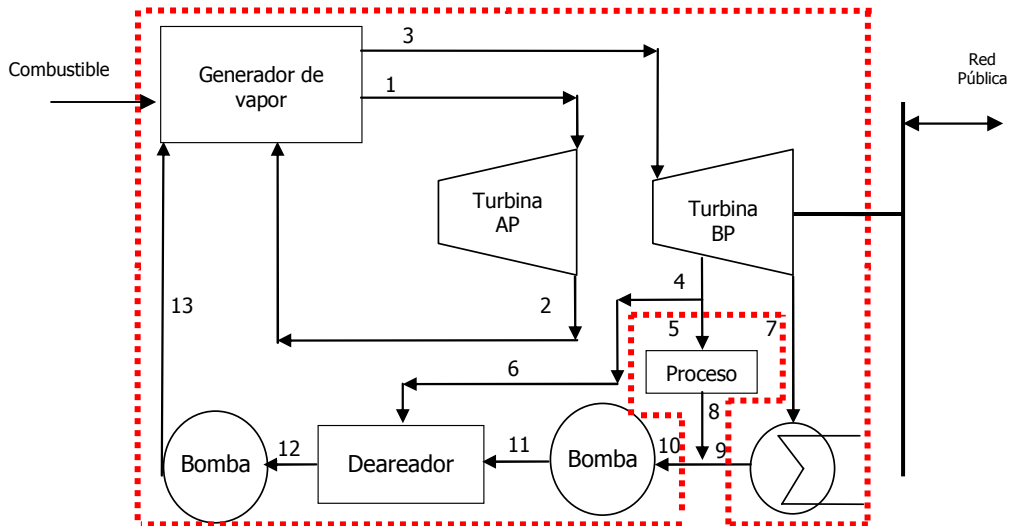 3
Combustible
Generador de
vapor
1
Red
Pública
Turbina
AP
Turbina
BP
4
13
2
5
7
6
Proceso
8
12
11
10
9
Bomba
Deareador
Bomba